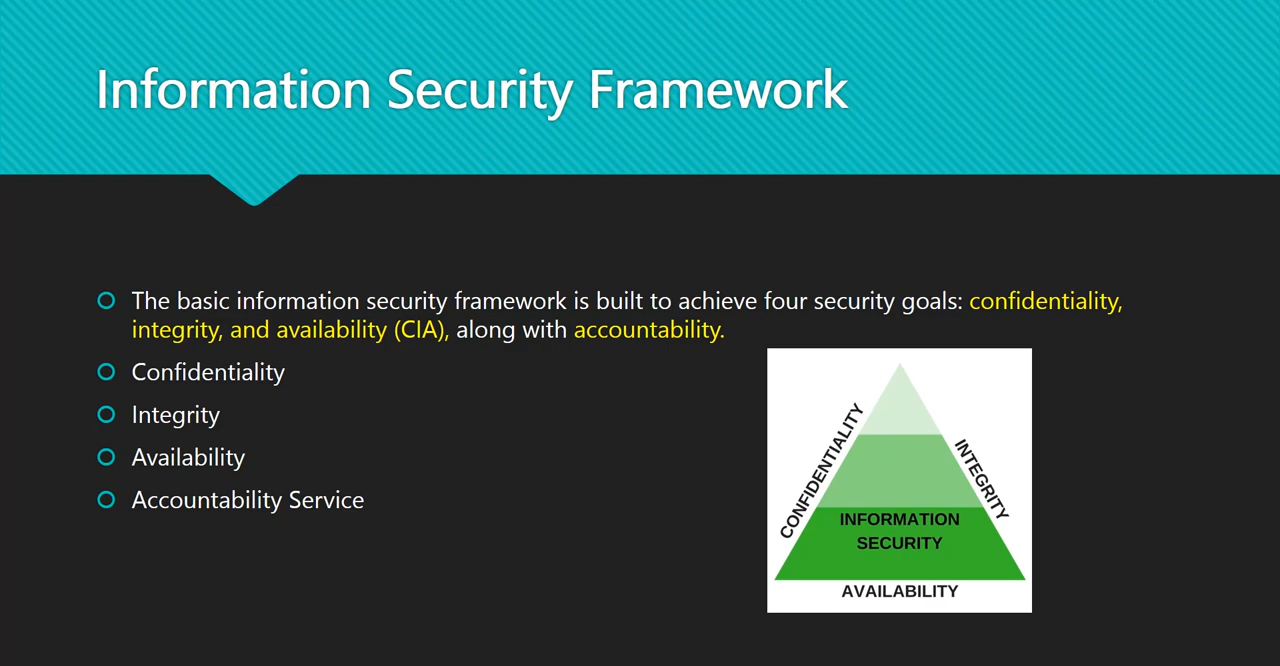 Information Security Framework
The basic information security framework is built to achieve four security goals: confidentiality,
integrity, and availability (CIA), along with accountability.
Confidentiality
Integrity
Availability
Accountability Service
CONFIDENTIALITY
INTEGRITY
INFORMATION
SECURITY
AVAILABILITY